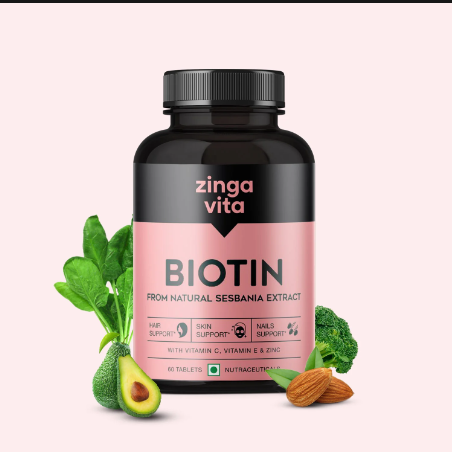 zinga
vita
BIOTIN
FROM NATURAL SESBANIA EXTRACT
HAIR SUPPORT* SKIN SUPPORT* NAILS SUPPORT*
WITH VITAMIN C, VITAMIN E & ZINC
60 TABLETS NUTRACEUTICAL